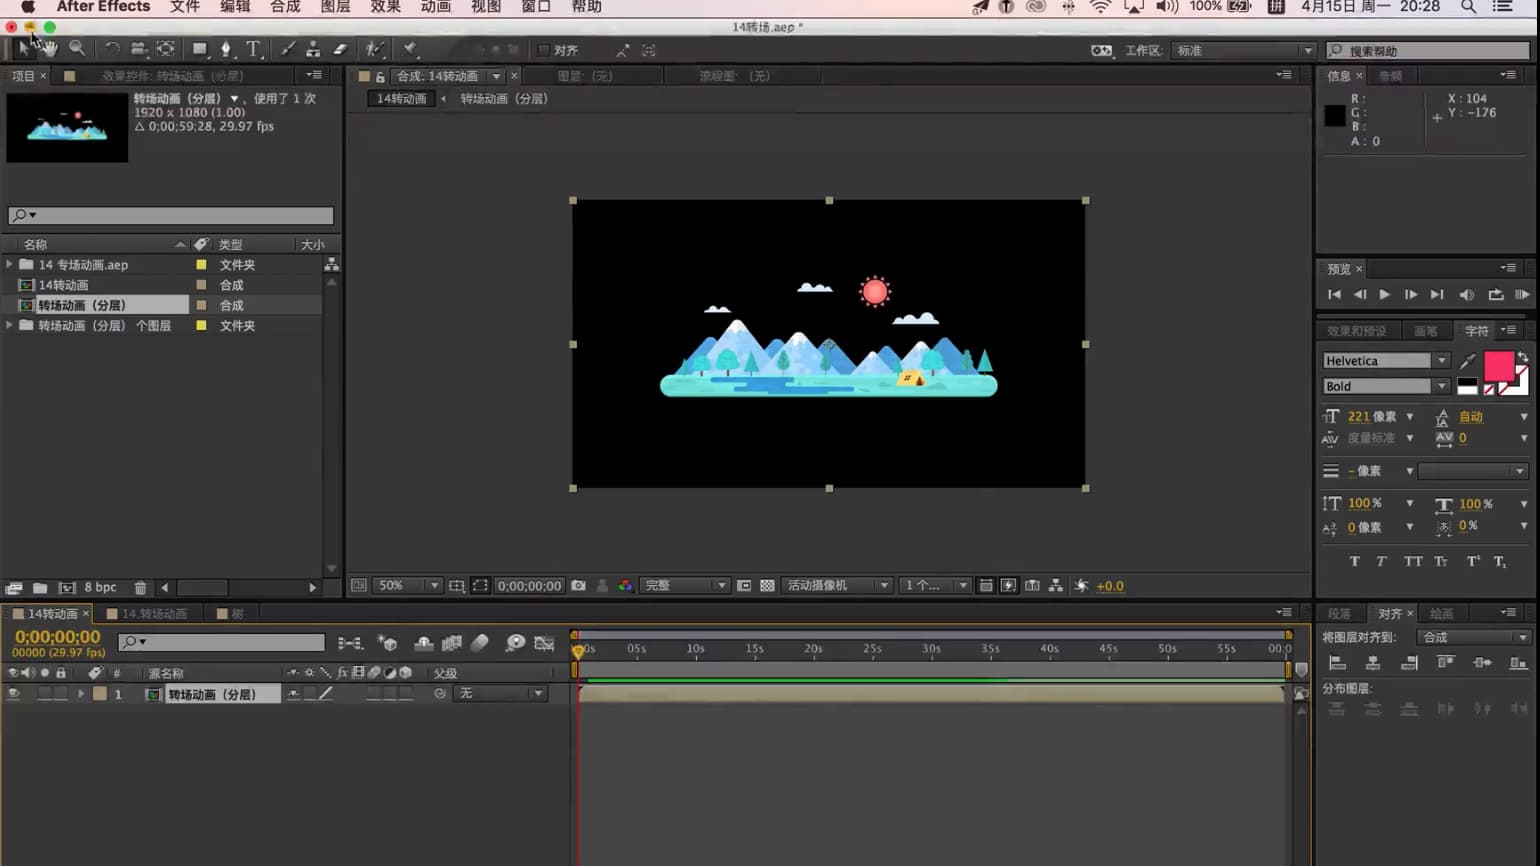 After Effects 文件 编辑 合成 图层 效果 动画 视图 窗口 帮助 100% 4月15日 周一 20:28
14转场.aep *
对齐 工作区: 标准 搜索帮助
项目 × 效果控件: 转场动画 (分层) 合成: 14转动画 × 图层: (无) 流程图: (无) 信息 × 音频
14转动画 转场动画 (分层)
转场动画 (分层) ▼ , 使用了 1 次
1920 x 1080 (1.00)
Δ 0;00;59;28, 29.97 fps
R: X: 104
G: Y: -176
B:
A: 0
名称 类型 大小
14 专场动画.aep 文件夹
14转动画 合成
转场动画 (分层) 合成
转场动画 (分层) 个图层 文件夹
预览 ×
效果和预设 画笔 字符
Helvetica
Bold
221 像素 自动
度量标准 0
- 像素
100 % 100 %
0 像素 0 %
T T TT Tт T¹ T₁
8 bpc
50% 0;00;00;00 完整 活动摄像机 1 个... +0.0
14转动画 × 14.转场动画 树
段落 对齐 × 绘画
0;00;00;00
00000 (29.97 fps)
0s 05s 10s 15s 20s 25s 30s 35s 40s 45s 50s 55s 00:0
将图层对齐到: 合成
# 源名称 fx 父级
1 转场动画 (分层) 无
分布图层: